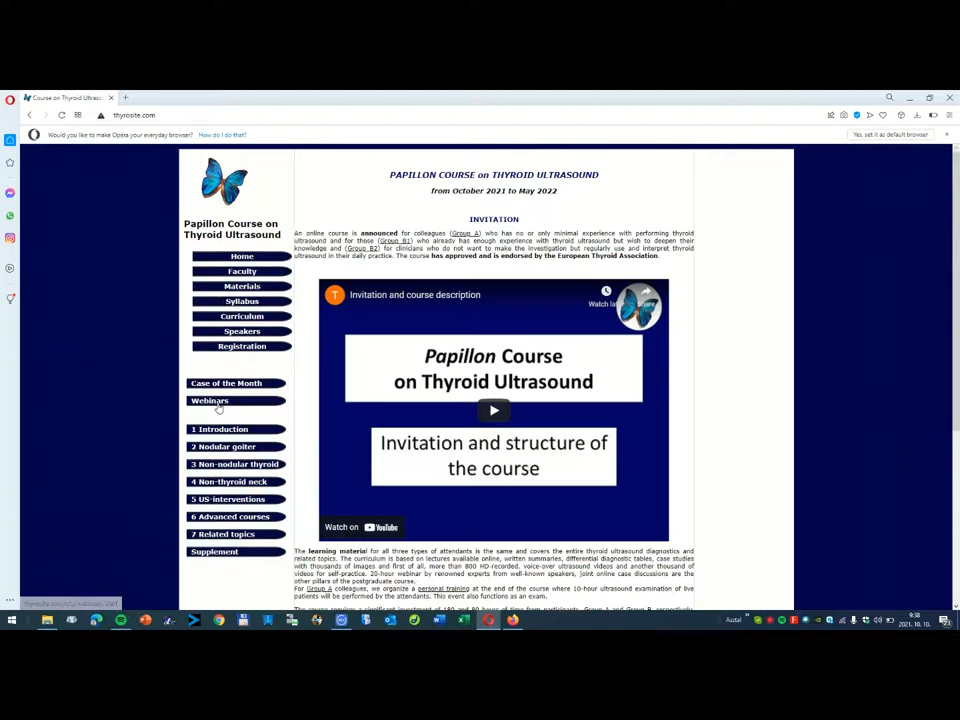 Course on Thyroid Ultrasou
thyrosite.com
Would you like to make Opera your everyday browser?
How do I do that?
Yes, set it as default browser
Papillon Course on
Thyroid Ultrasound
Home
Faculty
Materials
Syllabus
Curriculum
Speakers
Registration
Case of the Month
Webinars
1 Introduction
2 Nodular goiter
3 Non-nodular thyroid
4 Non-thyroid neck
5 US-interventions
6 Advanced courses
7 Related topics
Supplement
PAPILLON COURSE on THYROID ULTRASOUND
from October 2021 to May 2022
INVITATION
An online course is announced for colleagues (Group A) who has no or only minimal experience with performing thyroid
ultrasound and for those (Group B1) who already has enough experience with thyroid ultrasound but wish to deepen their
knowledge and (Group B2) for clinicians who do not want to make the investigation but regularly use and interpret thyroid
ultrasound in their daily practice. The course has approved and is endorsed by the European Thyroid Association.
T
Invitation and course description
Watch
Share
Papillon Course
on Thyroid Ultrasound
Invitation and structure of
the course
Watch on YouTube
The learning material for all three types of attendants is the same and covers the entire thyroid ultrasound diagnostics and
related topics. The curriculum is based on lectures available online, written summaries, differential diagnostic tables, case studies
with thousands of images and first of all, more than 800 HD-recorded, voice-over ultrasound videos and another thousand of
videos for self-practice. 20-hour webinar by renowned experts from well-known speakers, joint online case discussions are the
other pillars of the postgraduate course.
For Group A colleagues, we organize a personal training at the end of the course where 10-hour ultrasound examination of live
patients will be performed by the attendants. This event also functions as an exam.
Asztal
9:38
2021. 10. 10.